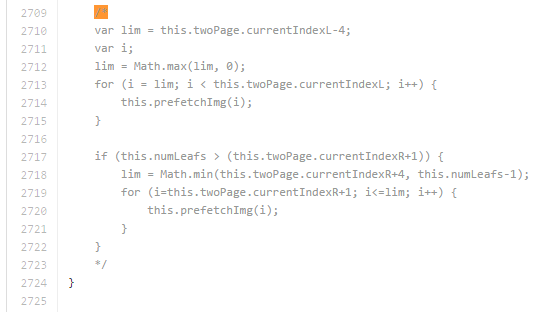 2709 /*
2710 var lim = this.twoPage.currentIndexL-4;
2711 var i;
2712 lim = Math.max(lim, 0);
2713 for (i = lim; i < this.twoPage.currentIndexL; i++) {
2714 this.prefetchImg(i);
2715 }
2716
2717 if (this.numLeafs > (this.twoPage.currentIndexR+1)) {
2718 lim = Math.min(this.twoPage.currentIndexR+4, this.numLeafs-1);
2719 for (i=this.twoPage.currentIndexR+1; i<=lim; i++) {
2720 this.prefetchImg(i);
2721 }
2722 }
2723 */
2724 }
2725